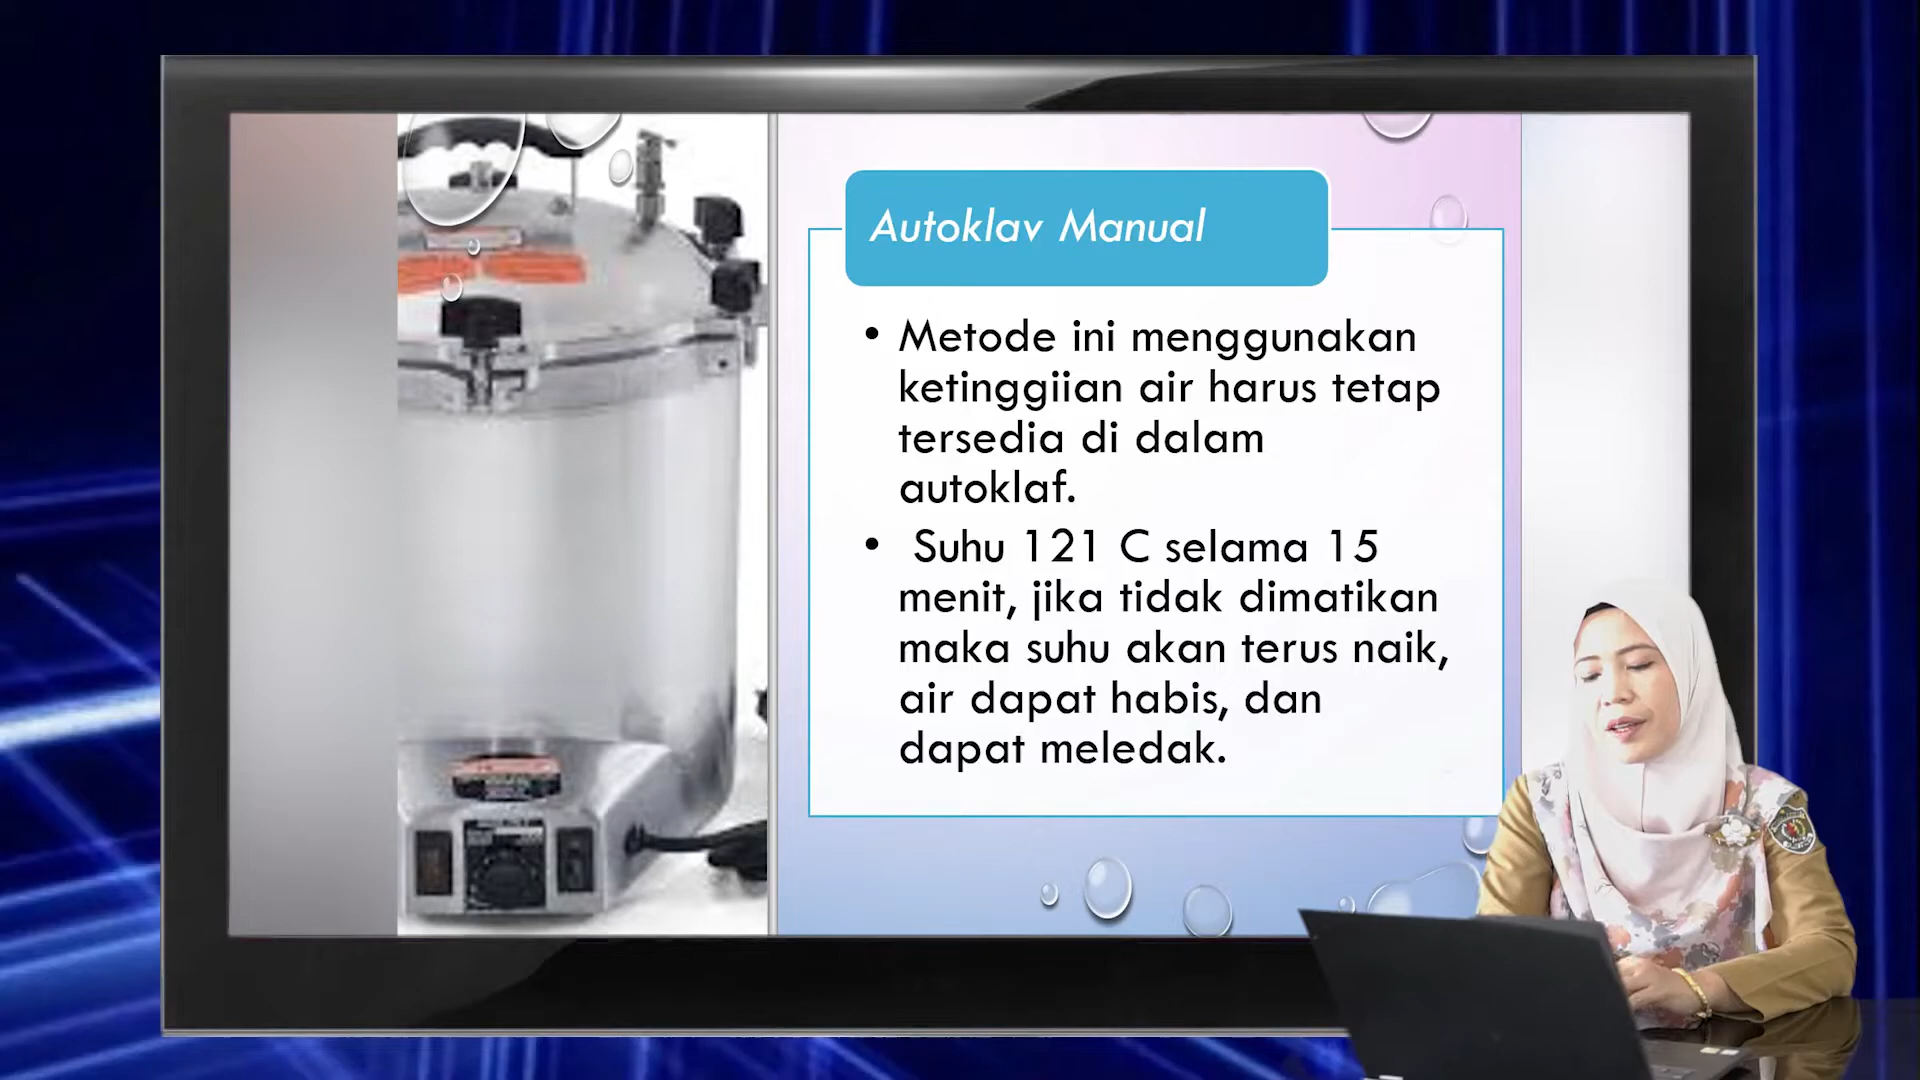 Autoklav Manual
• Metode ini menggunakan
ketinggiian air harus tetap
tersedia di dalam
autoklaf.
• Suhu 121 C selama 15
menit, jika tidak dimatikan
maka suhu akan terus naik,
air dapat habis, dan
dapat meledak.